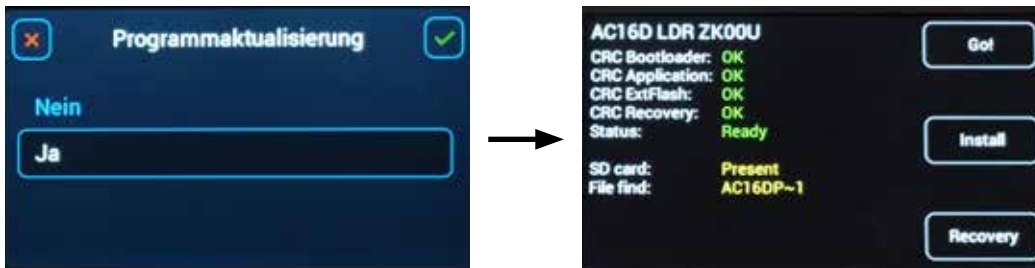 Programmaktualisierung
Nein
Ja
AC16D LDR ZK00U
CRC Bootloader: OK
CRC Application: OK
CRC ExtFlash: OK
CRC Recovery: OK
Status: Ready
SD card: Present
File find: AC16DP~1
Go!
Install
Recovery